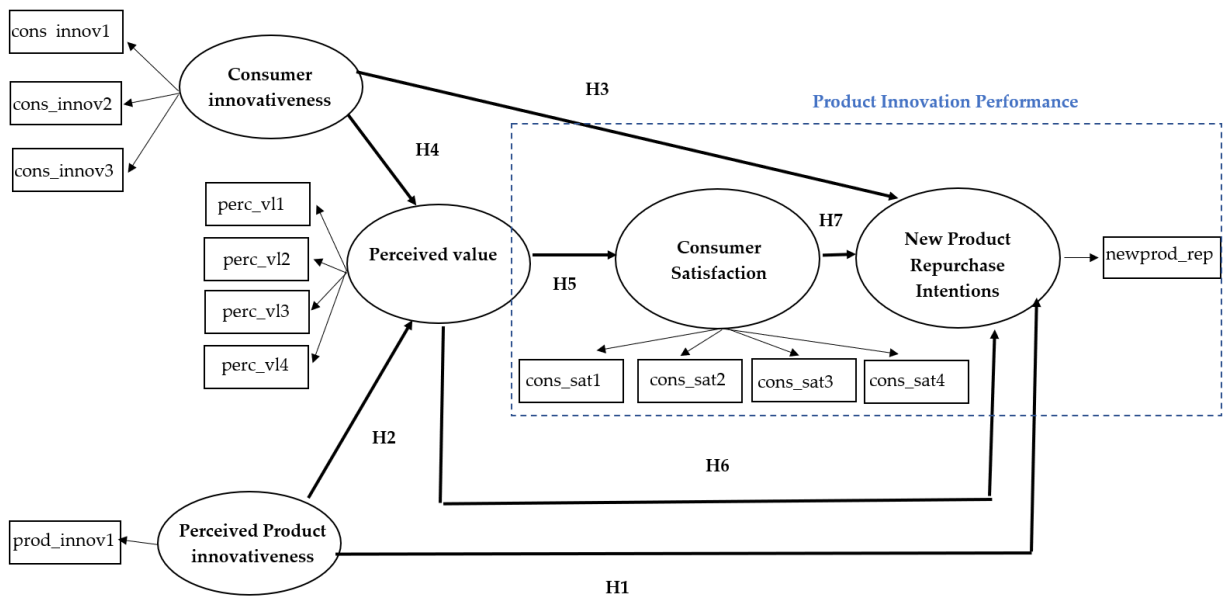 cons innov1
cons_innov2
cons_innov3
Consumer
innovativeness
H3
Product Innovation Performance
H4
perc_vl1
perc_vl2
perc_vl3
perc_vl4
Perceived value
H5
Consumer
Satisfaction
H7
New Product
Repurchase
Intentions
newprod_rep
cons_sat1
cons_sat2
cons_sat3
cons_sat4
H2
H6
prod_innov1
Perceived Product
innovativeness
H1